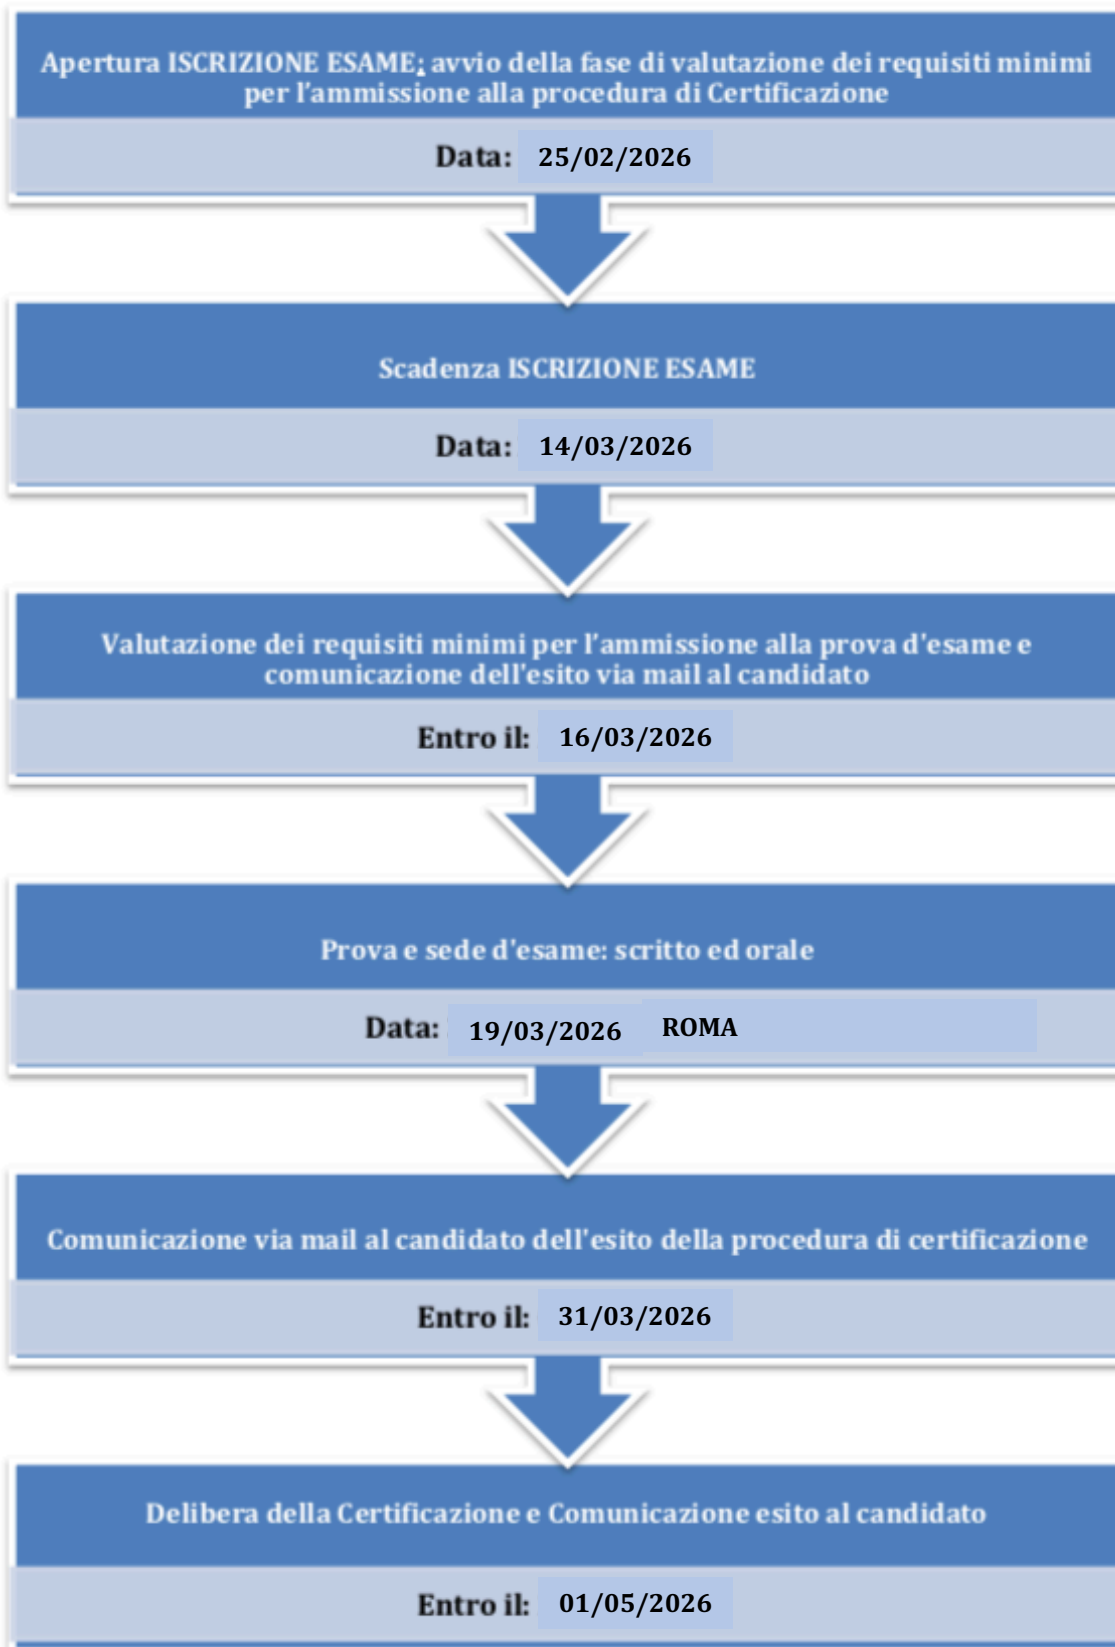 Apertura ISCRIZIONE ESAME; avvio della fase di valutazione dei requisiti minimi
per l'ammissione alla procedura di Certificazione
Data: 25/02/2026
Scadenza ISCRIZIONE ESAME
Data: 14/03/2026
Valutazione dei requisiti minimi per l'ammissione alla prova d'esame e
comunicazione dell'esito via mail al candidato
Entro il: 16/03/2026
Prova e sede d'esame: scritto ed orale
Data: 19/03/2026 ROMA
Comunicazione via mail al candidato dell'esito della procedura di certificazione
Entro il: 31/03/2026
Delibera della Certificazione e Comunicazione esito al candidato
Entro il: 01/05/2026